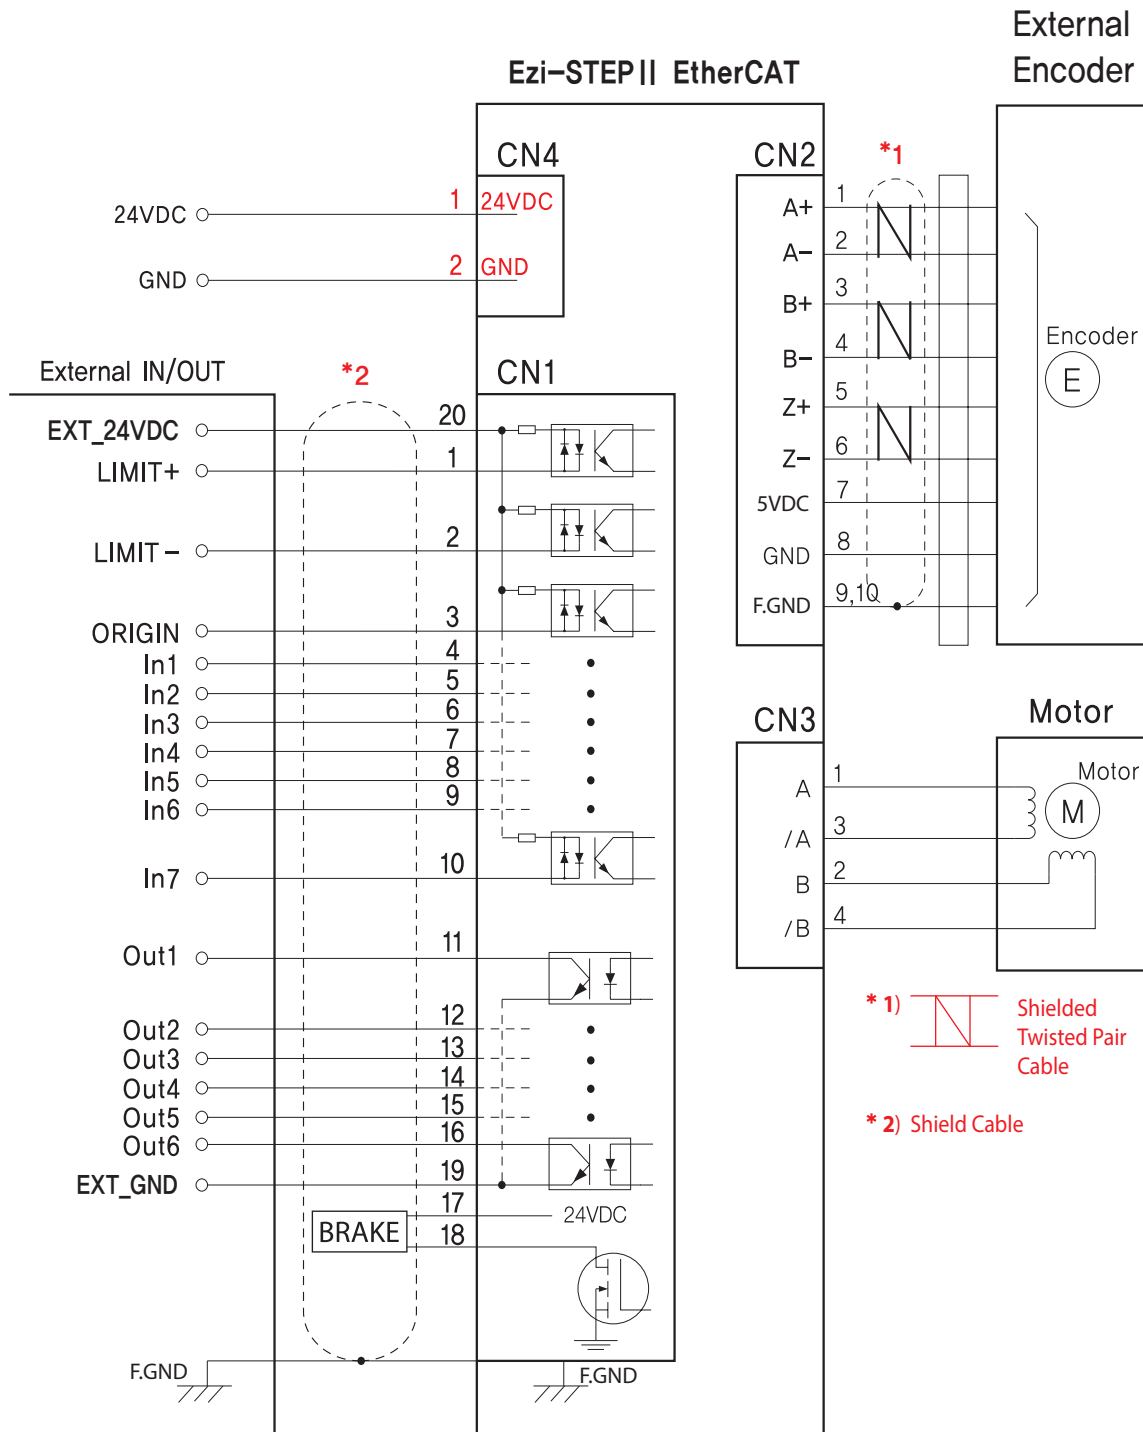 External
Encoder
Ezi-STEP II EtherCAT
CN4
1 24VDC
24VDC
2 GND
GND
CN2
*1
A+ 1
A- 2
B+ 3
B- 4
Z+ 5
Z- 6
5VDC 7
GND 8
F.GND 9,10
Encoder
E
External IN/OUT
*2
CN1
EXT_24VDC 20
LIMIT+ 1
LIMIT- 2
ORIGIN 3
In1 4
In2 5
In3 6
In4 7
In5 8
In6 9
In7 10
Out1 11
Out2 12
Out3 13
Out4 14
Out5 15
Out6 16
EXT_GND 19
17 24VDC
BRAKE 18
F.GND
F.GND
CN3
Motor
A 1
/A 3
B 2
/B 4
Motor
M
* 1) Shielded
Twisted Pair
Cable
* 2) Shield Cable